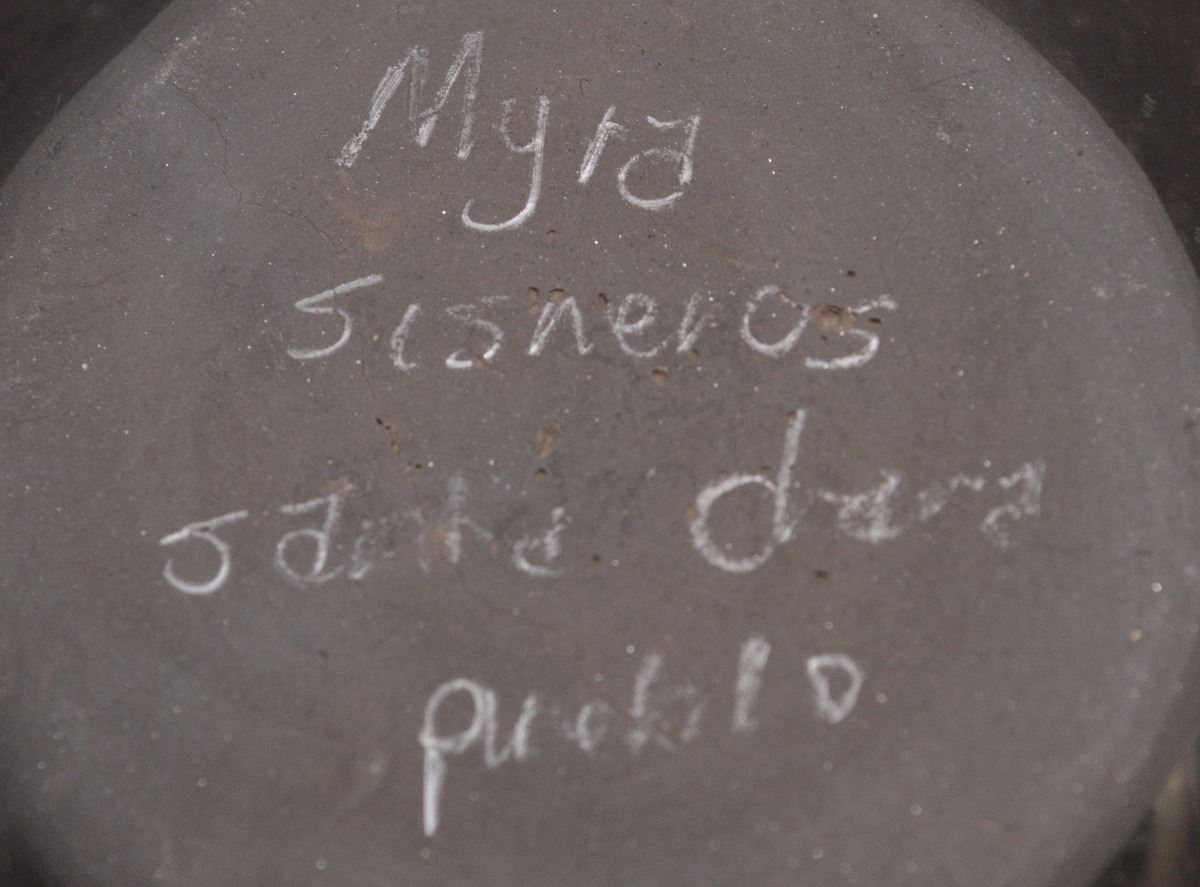 Myra
Sisneros
santa clara
pueblo